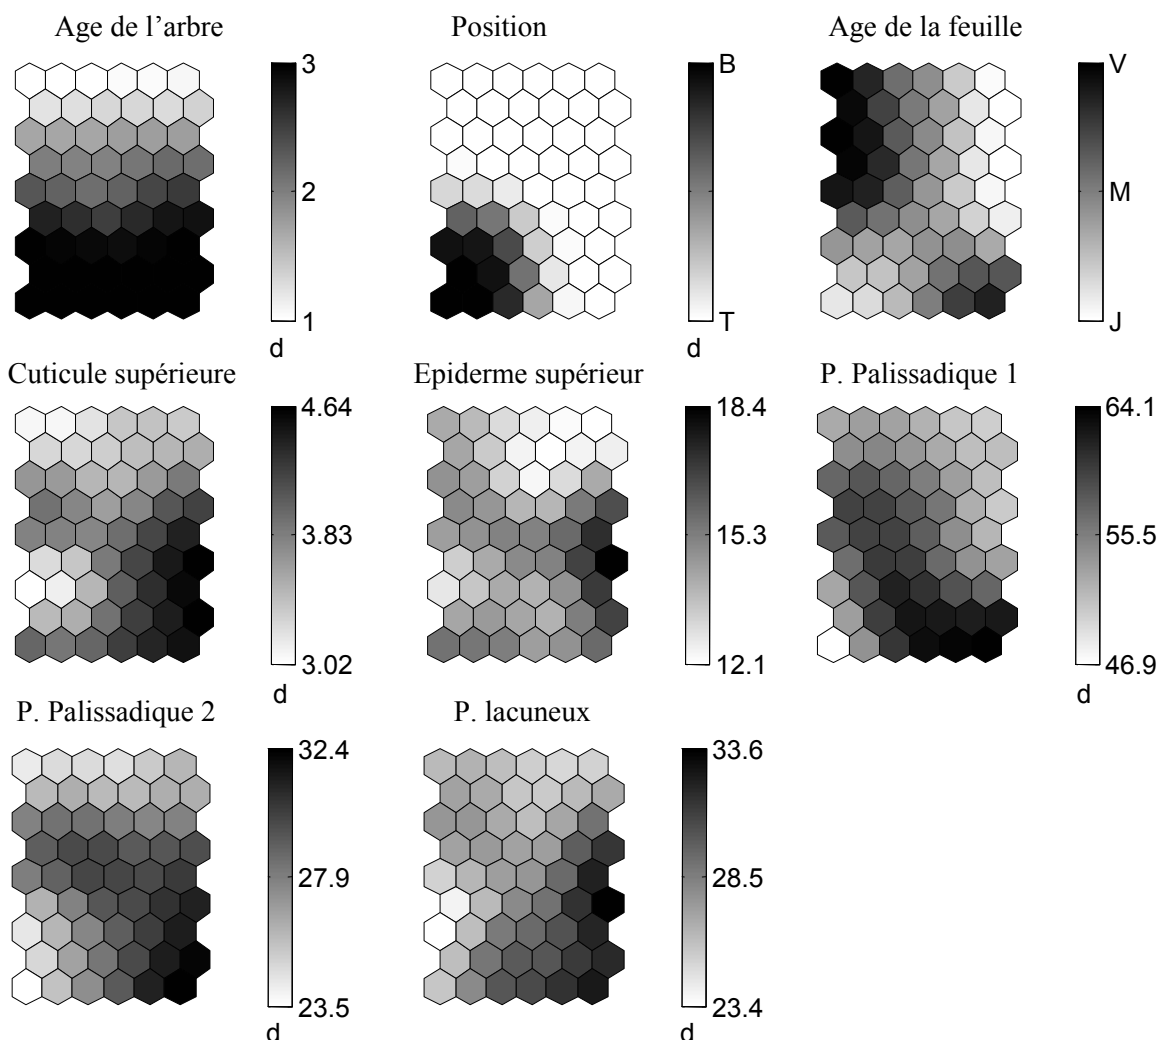 Age de l’arbre
Position
Age de la feuille
3
2
1
d
B
T
d
V
M
J
Cuticule supérieure
Epiderme supérieur
P. Palissadique 1
4.64
3.83
3.02
d
18.4
15.3
12.1
64.1
55.5
46.9
d
P. Palissadique 2
P. lacuneux
32.4
27.9
23.5
d
33.6
28.5
23.4
d